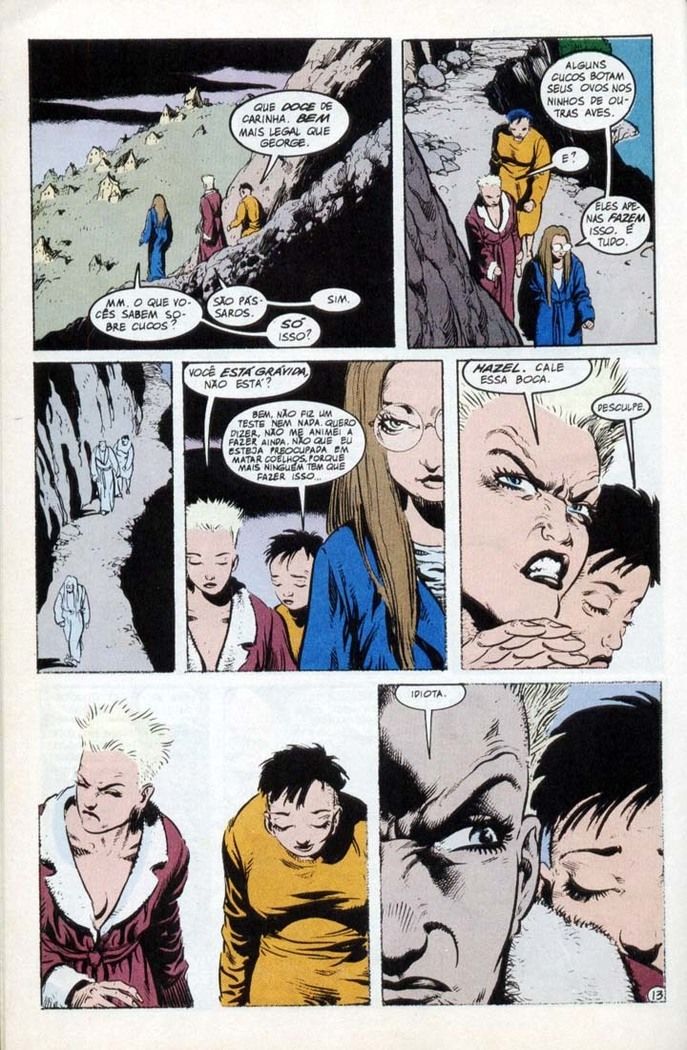 QUE DOCE DE
CARINHA. BEM
MAIS LEGAL QUE
GEORGE.
MM. O QUE VO-
CÊS SABEM SO-
BRE CUCOS?
SÃO PÁS-
SAROS.
SÓ
ISSO?
SIM.
ALGUNS
CUCOS BOTAM
SEUS OVOS NOS
NINHOS DE OU-
TRAS AVES.
E?
ELES APE-
NAS FAZEM
ISSO. É
TUDO.
VOCÊ ESTÁ GRÁVIDA,
NÃO ESTÁ?
BEM, NÃO FIZ UM
TESTE NEM NADA. QUERO
DIZER, NÃO ME ANIMEI A
FAZER AINDA. NÃO QUE EU
ESTEJA PREOCUPADA EM
MATAR COELHOS, PORQUE
MAIS NINGUÉM TEM QUE
FAZER ISSO...
HAZEL. CALE
ESSA BOCA.
DESCULPE.
IDIOTA.
13